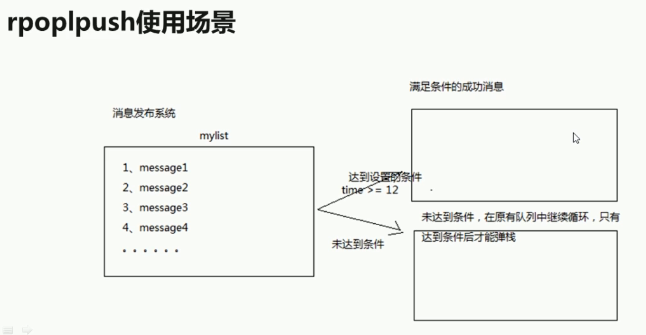 rpoplpush使用场景
满足条件的成功消息
消息发布系统
mylist
1、message1
2、message2
3、message3
4、message4
。。。。。。
达到设置的条件
time >= 12
未达到条件，在原有队列中继续循环，只有
达到条件后才能弹栈
未达到条件